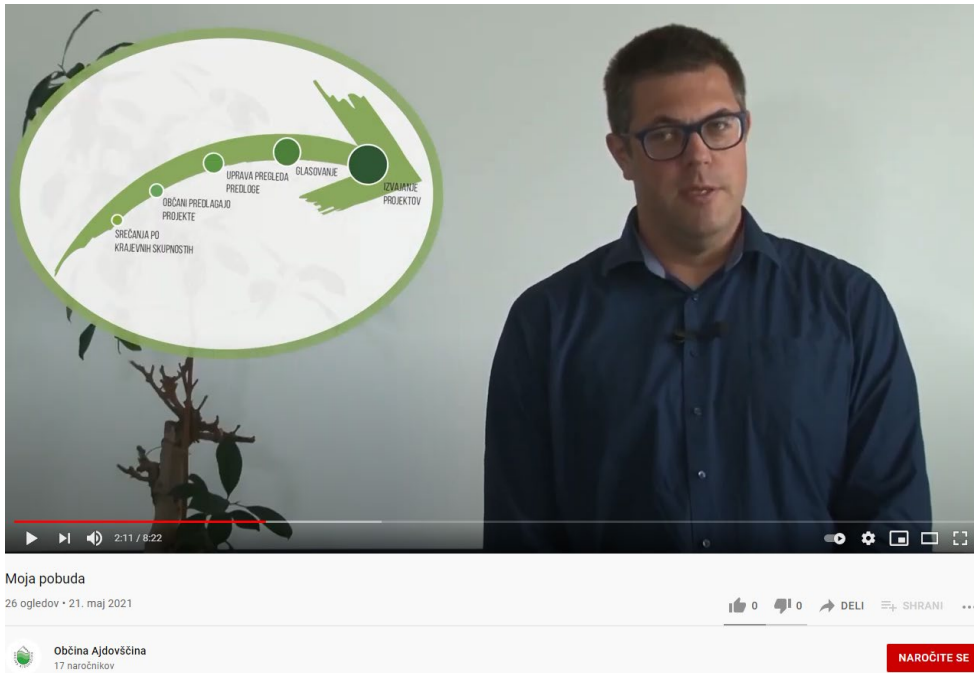 SREČANJA PO
KRAJEVNIH SKUPNOSTIH
OBČANI PREDLAGAJO
PROJEKTE
UPRAVA PREGLEDA
PREDLOGE
GLASOVANJE
IZVAJANJE
PROJEKTOV
2:11 / 8:22
Moja pobuda
26 ogledov • 21. maj 2021
0
0
DELI
SHRANI
Občina Ajdovščina
17 naročnikov
NAROČITE SE